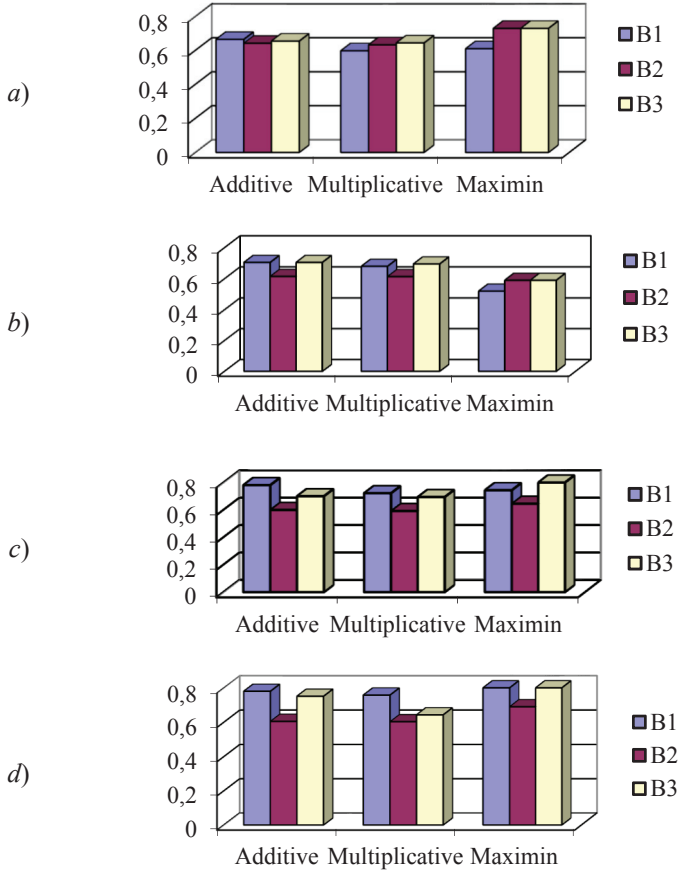 a)
0,8
0,6
0,4
0,2
0
Additive Multiplicative Maximin
B1
B2
B3
b)
0,8
0,6
0,4
0,2
0
Additive Multiplicative Maximin
B1
B2
B3
c)
0,8
0,6
0,4
0,2
0
Additive Multiplicative Maximin
B1
B2
B3
d)
0,8
0,6
0,4
0,2
0
Additive Multiplicative Maximin
B1
B2
B3